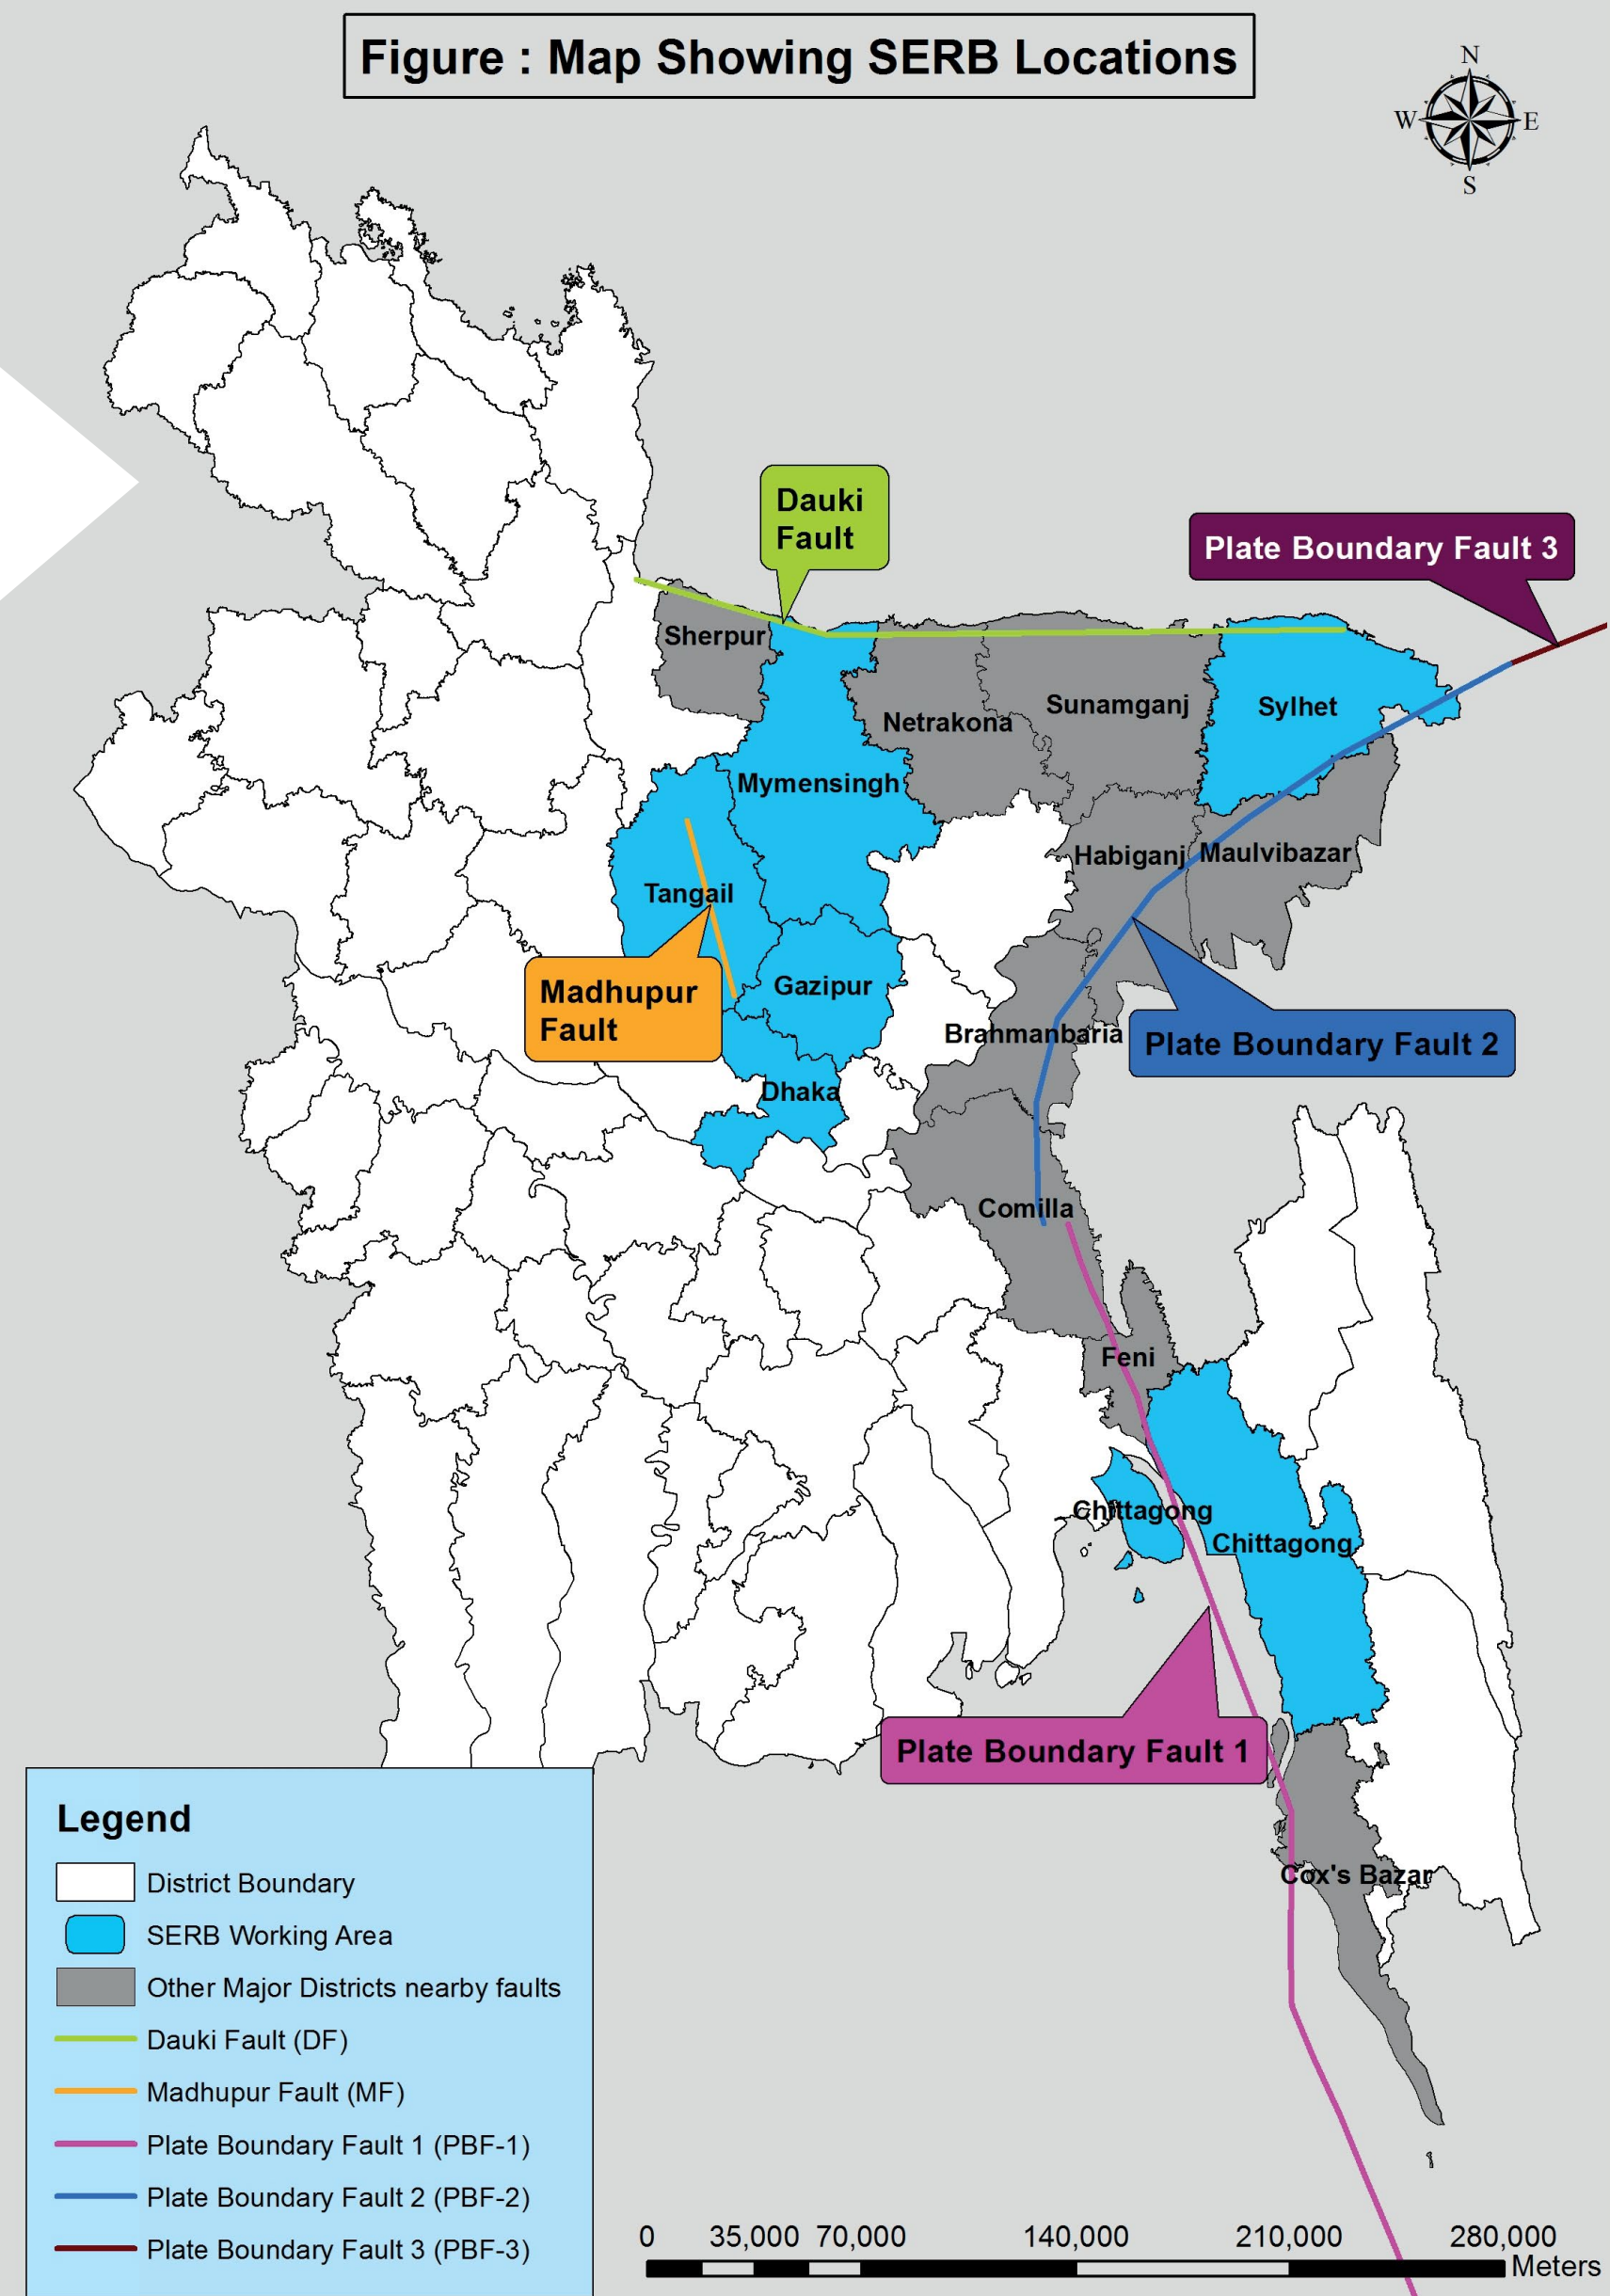 Figure : Map Showing SERB Locations
N
W
E
S
Dauki
Fault
Plate Boundary Fault 3
Sherpur
Netrakona
Sunamganj
Sylhet
Mymensingh
Habiganj
Maulvibazar
Tangail
Madhupur
Fault
Gazipur
Brahmanbaria
Plate Boundary Fault 2
Dhaka
Comilla
Feni
Chittagong
Chittagong
Plate Boundary Fault 1
Cox's Bazar
Legend
District Boundary
SERB Working Area
Other Major Districts nearby faults
Dauki Fault (DF)
Madhupur Fault (MF)
Plate Boundary Fault 1 (PBF-1)
Plate Boundary Fault 2 (PBF-2)
Plate Boundary Fault 3 (PBF-3)
0 35,000 70,000 140,000 210,000 280,000
Meters